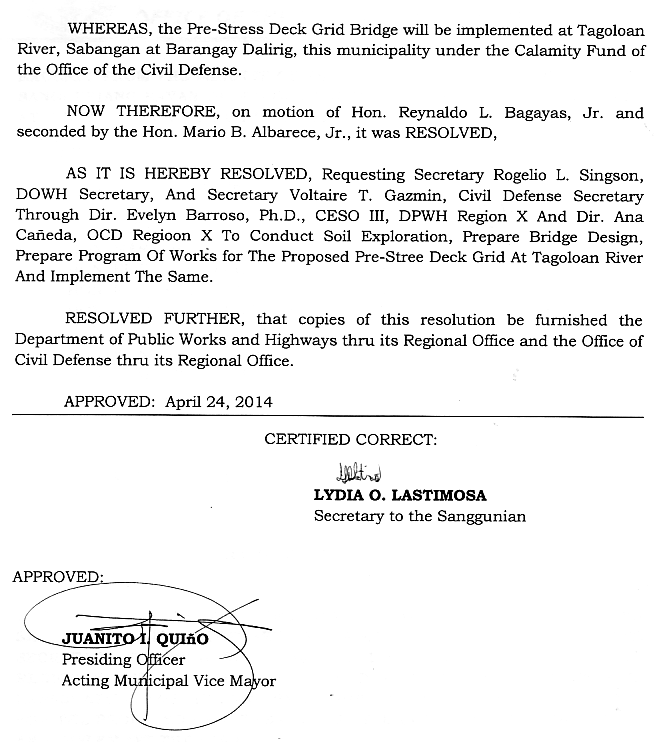 WHEREAS, the Pre-Stress Deck Grid Bridge will be implemented at Tagoloan
River, Sabangan at Barangay Dalirig, this municipality under the Calamity Fund of
the Office of the Civil Defense.
NOW THEREFORE, on motion of Hon. Reynaldo L. Bagayas, Jr. and
seconded by the Hon. Mario B. Albarece, Jr., it was RESOLVED,
AS IT IS HEREBY RESOLVED, Requesting Secretary Rogelio L. Singson,
DOWH Secretary, And Secretary Voltaire T. Gazmin, Civil Defense Secretary
Through Dir. Evelyn Barroso, Ph.D., CESO III, DPWH Region X And Dir. Ana
Cañeda, OCD Regioon X To Conduct Soil Exploration, Prepare Bridge Design,
Prepare Program Of Works for The Proposed Pre-Stree Deck Grid At Tagoloan River
And Implement The Same.
RESOLVED FURTHER, that copies of this resolution be furnished the
Department of Public Works and Highways thru its Regional Office and the Office of
Civil Defense thru its Regional Office.
APPROVED: April 24, 2014
CERTIFIED CORRECT:
LYDIA O. LASTIMOSA
Secretary to the Sanggunian
APPROVED:
JUANITO I. QUIñO
Presiding Officer
Acting Municipal Vice Mayor